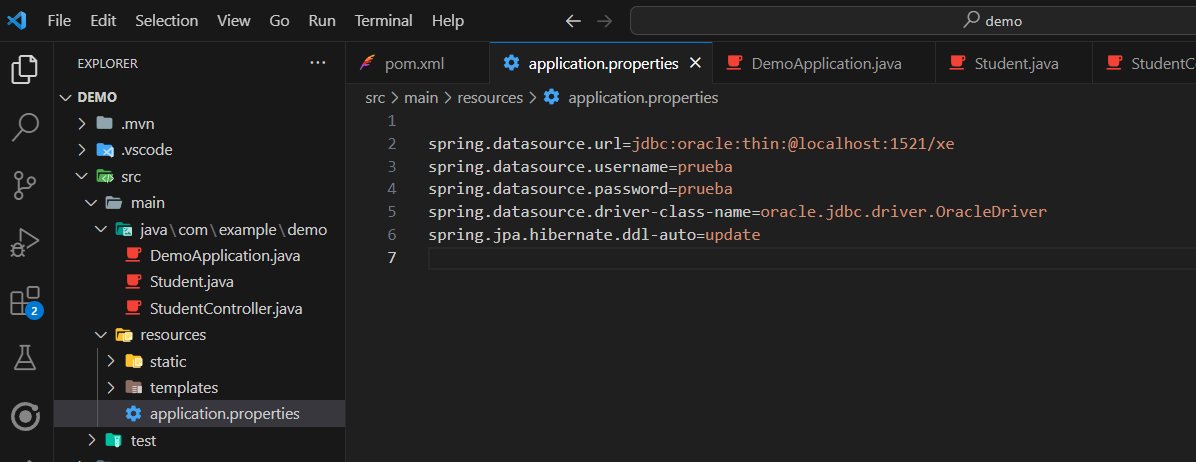 File Edit Selection View Go Run Terminal Help demo
EXPLORER ···
pom.xml application.properties DemoApplication.java Student.java StudentC
DEMO
.mvn
.vscode
src
main
java\com\example\demo
DemoApplication.java
Student.java
StudentController.java
resources
static
templates
application.properties
test
2
src > main > resources > application.properties
1
2 spring.datasource.url=jdbc:oracle:thin:@localhost:1521/xe
3 spring.datasource.username=prueba
4 spring.datasource.password=prueba
5 spring.datasource.driver-class-name=oracle.jdbc.driver.OracleDriver
6 spring.jpa.hibernate.ddl-auto=update
7